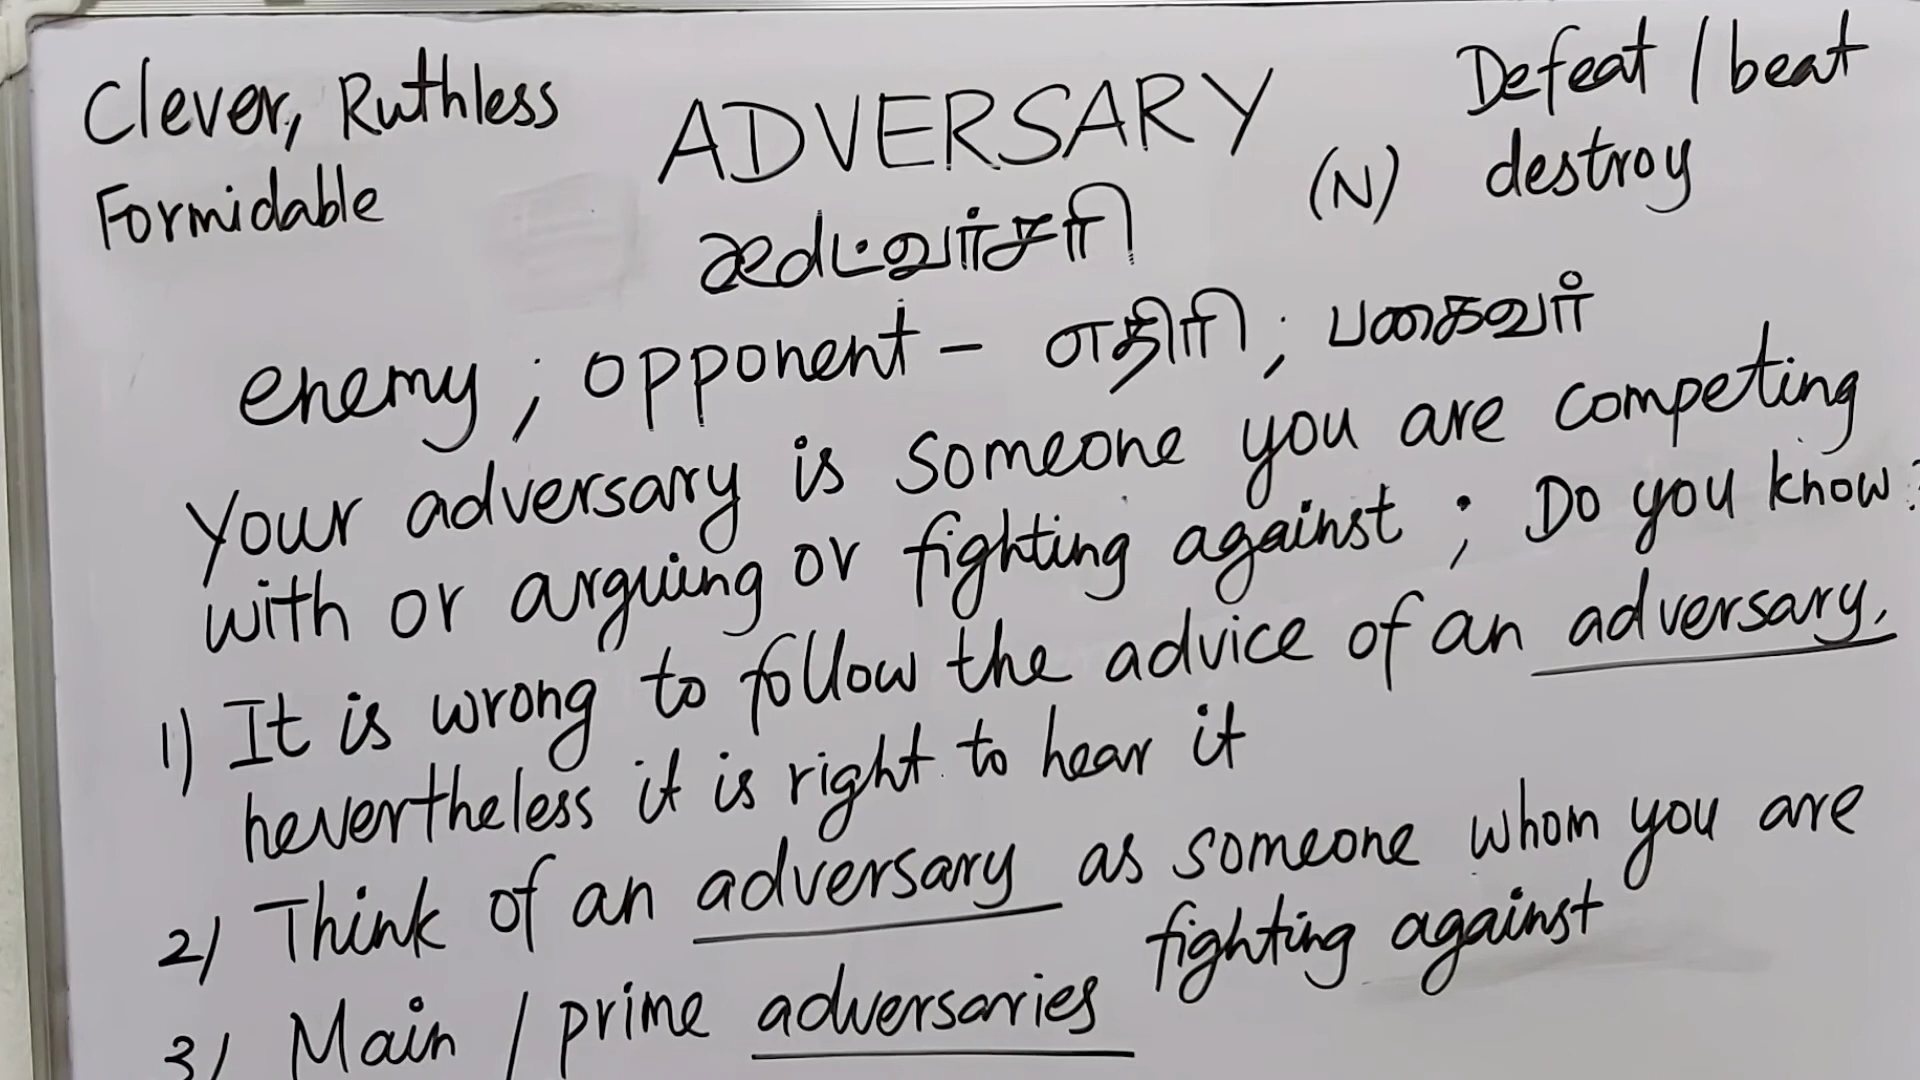 Clever, Ruthless
Formidable
ADVERSARY
(N)
Defeat / beat
destroy
அட்வர்சரி
enemy ; opponent - எதிரி ; பகைவர்
Your adversary is someone you are competing
with or arguing or fighting against ; Do you know?
1) It is wrong to follow the advice of an adversary,
nevertheless it is right to hear it
2) Think of an adversary as someone whom you are
fighting against
3) Main / prime adversaries